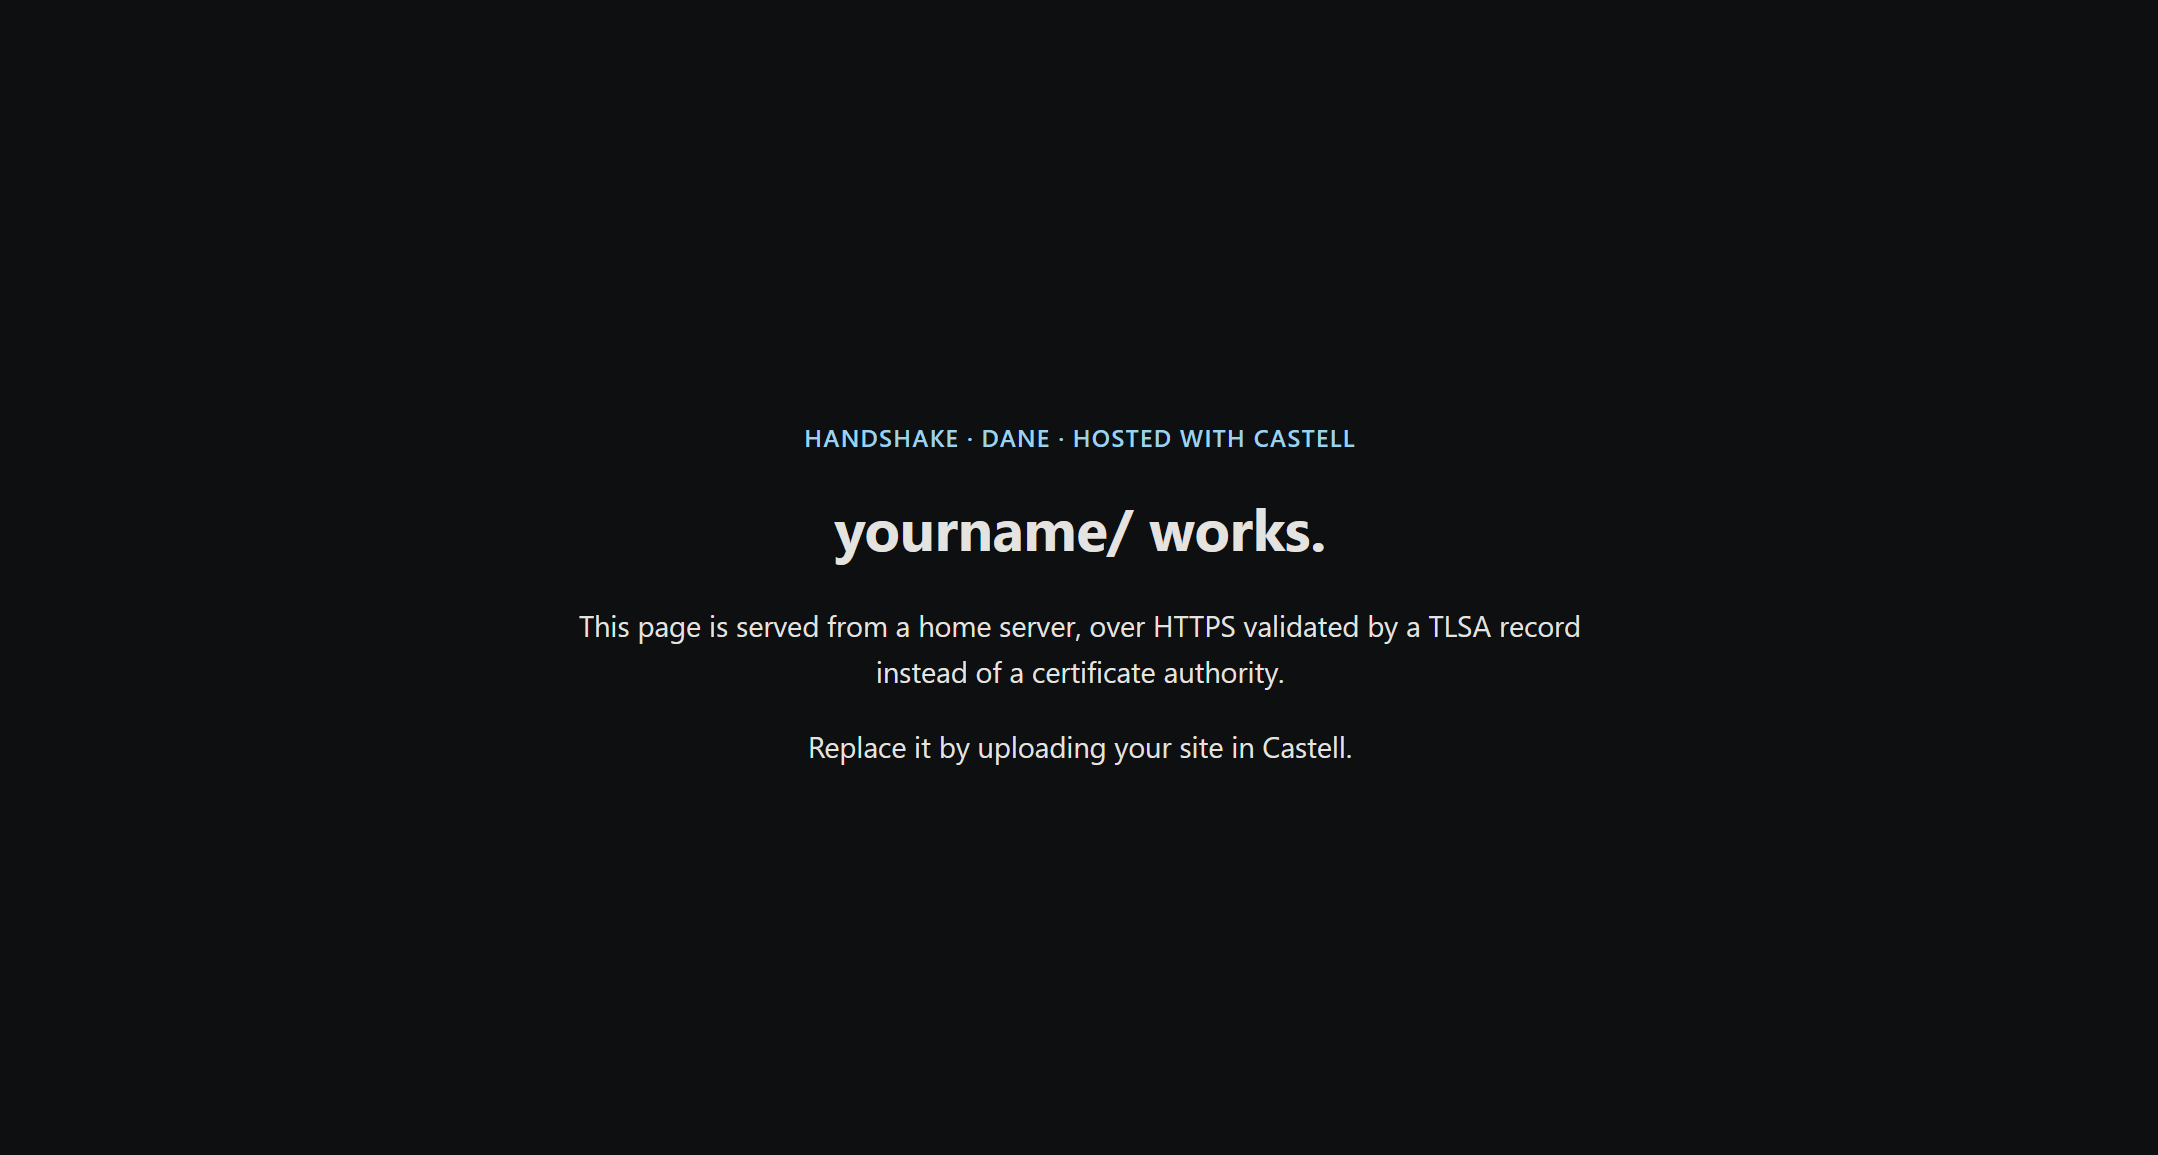 HANDSHAKE · DANE · HOSTED WITH CASTELL
yourname/ works.
This page is served from a home server, over HTTPS validated by a TLSA record
instead of a certificate authority.
Replace it by uploading your site in Castell.